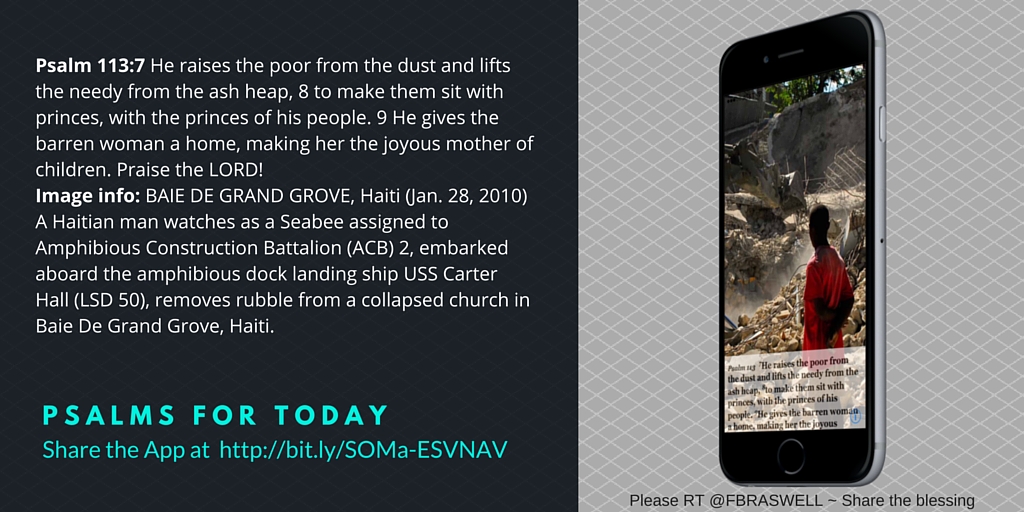 Psalm 113:7 He raises the poor from the dust and lifts
the needy from the ash heap, 8 to make them sit with
princes, with the princes of his people. 9 He gives the
barren woman a home, making her the joyous mother of
children. Praise the LORD!
Image info: BAIE DE GRAND GROVE, Haiti (Jan. 28, 2010)
A Haitian man watches as a Seabee assigned to
Amphibious Construction Battalion (ACB) 2, embarked
aboard the amphibious dock landing ship USS Carter
Hall (LSD 50), removes rubble from a collapsed church in
Baie De Grand Grove, Haiti.
PSALMS FOR TODAY
Share the App at http://bit.ly/SOMa-ESVNAV
Psalm 113 "He raises the poor from
the dust and lifts the needy from the
ash heap, ⁸to make them sit with
princes, with the princes of his
people. ⁹He gives the barren woman
a home, making her the joyous
Please RT @FBRASWELL ~ Share the blessing